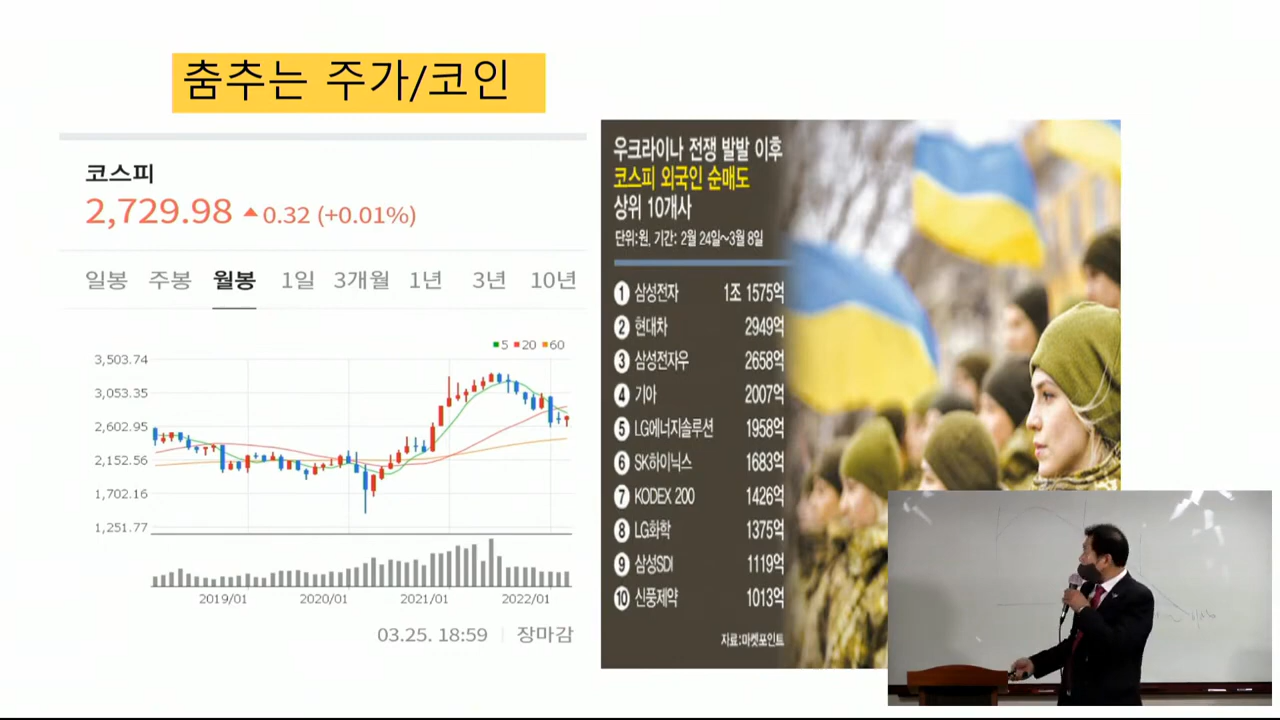 춤추는 주가/코인
코스피
2,729.98 ▲ 0.32 (+0.01%)
일봉 주봉 월봉 1일 3개월 1년 3년 10년
5 20 60
3,503.74
3,053.35
2,602.95
2,152.56
1,702.16
1,251.77
2019/01 2020/01 2021/01 2022/01
03.25. 18:59 장마감
우크라이나 전쟁 발발 이후
코스피 외국인 순매도
상위 10개사
단위:원, 기간: 2월 24일~3월 8일
1 삼성전자 1조 1575억
2 현대차 2949억
3 삼성전자우 2658억
4 기아 2007억
5 LG에너지솔루션 1958억
6 SK하이닉스 1683억
7 KODEX 200 1426억
8 LG화학 1375억
9 삼성SDI 1119억
10 신풍제약 1013억
자료:마켓포인트